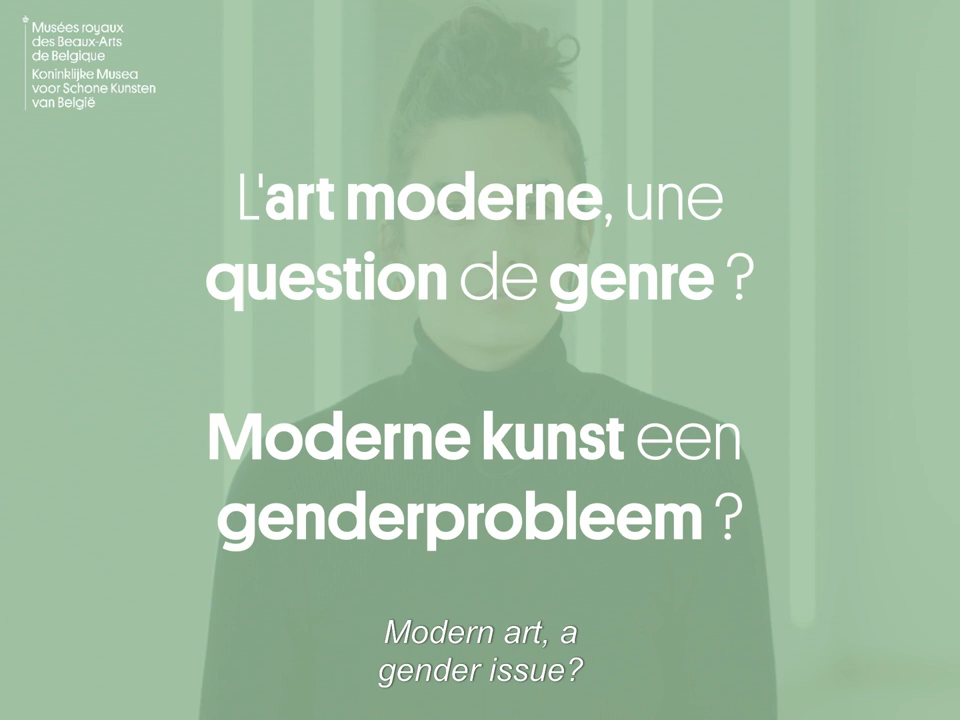 Musées royaux
des Beaux-Arts
de Belgique
Koninklijke Musea
voor Schone Kunsten
van België
L'art moderne, une
question de genre ?
Moderne kunst een
genderprobleem ?
Modern art, a
gender issue?